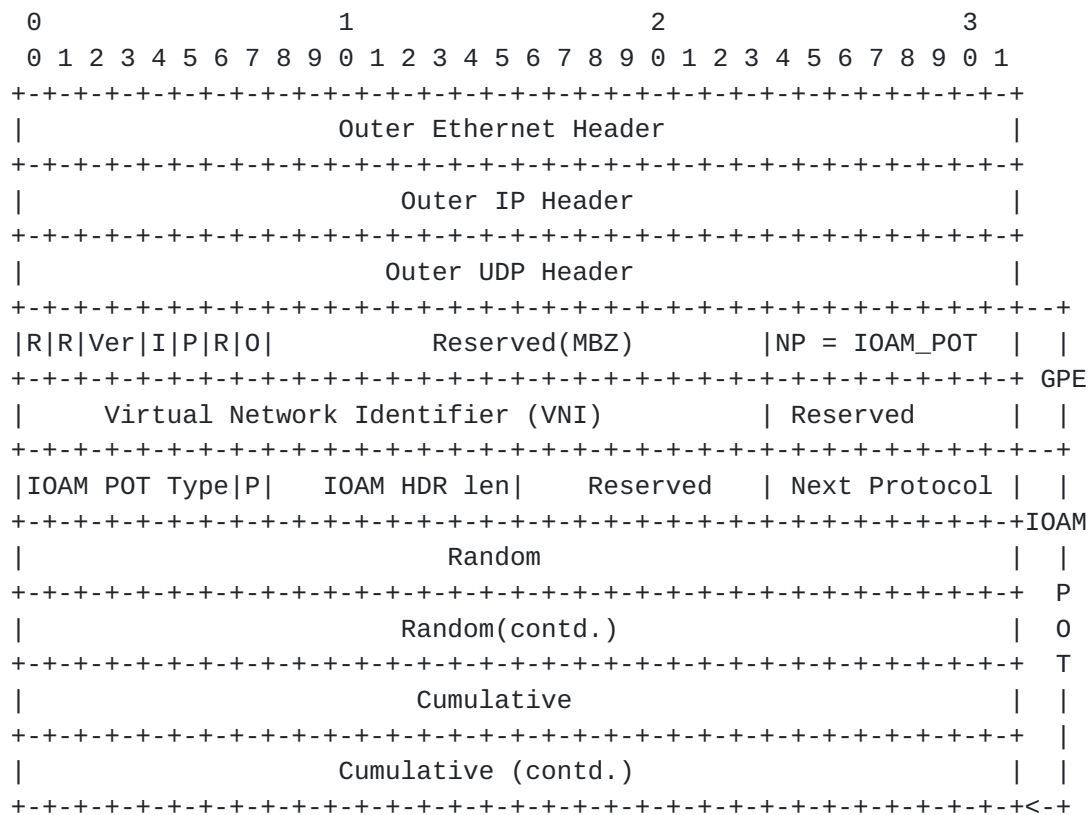 0                   1                   2                   3
 0 1 2 3 4 5 6 7 8 9 0 1 2 3 4 5 6 7 8 9 0 1 2 3 4 5 6 7 8 9 0 1
+-+-+-+-+-+-+-+-+-+-+-+-+-+-+-+-+-+-+-+-+-+-+-+-+-+-+-+-+-+-+-+-+
|                    Outer Ethernet Header                      |
+-+-+-+-+-+-+-+-+-+-+-+-+-+-+-+-+-+-+-+-+-+-+-+-+-+-+-+-+-+-+-+-+
|                        Outer IP Header                        |
+-+-+-+-+-+-+-+-+-+-+-+-+-+-+-+-+-+-+-+-+-+-+-+-+-+-+-+-+-+-+-+-+
|                       Outer UDP Header                        |
+-+-+-+-+-+-+-+-+-+-+-+-+-+-+-+-+-+-+-+-+-+-+-+-+-+-+-+-+-+-+-+-+--+
|R|R|Ver|I|P|R|O|          Reserved(MBZ)        |NP = IOAM_POT  |  |
+-+-+-+-+-+-+-+-+-+-+-+-+-+-+-+-+-+-+-+-+-+-+-+-+-+-+-+-+-+-+-+-+ GPE
|     Virtual Network Identifier (VNI)          | Reserved      |  |
+-+-+-+-+-+-+-+-+-+-+-+-+-+-+-+-+-+-+-+-+-+-+-+-+-+-+-+-+-+-+-+-+--+
|IOAM POT Type|P|   IOAM HDR len|    Reserved   | Next Protocol |  |
+-+-+-+-+-+-+-+-+-+-+-+-+-+-+-+-+-+-+-+-+-+-+-+-+-+-+-+-+-+-+-+-+IOAM
|                           Random                              |  |
+-+-+-+-+-+-+-+-+-+-+-+-+-+-+-+-+-+-+-+-+-+-+-+-+-+-+-+-+-+-+-+-+  P
|                        Random(contd.)                         |  O
+-+-+-+-+-+-+-+-+-+-+-+-+-+-+-+-+-+-+-+-+-+-+-+-+-+-+-+-+-+-+-+-+  T
|                         Cumulative                            |  |
+-+-+-+-+-+-+-+-+-+-+-+-+-+-+-+-+-+-+-+-+-+-+-+-+-+-+-+-+-+-+-+-+  |
|                    Cumulative (contd.)                        |  |
+-+-+-+-+-+-+-+-+-+-+-+-+-+-+-+-+-+-+-+-+-+-+-+-+-+-+-+-+-+-+-+-+<-+